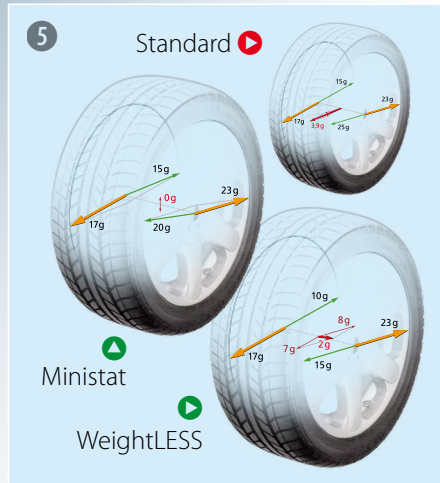 5
Standard
15g
23g
17g
3,9g
25g
15g
0g
23g
20g
17g
10g
8g
23g
7g
2g
17g
15g
Ministat
WeightLESS